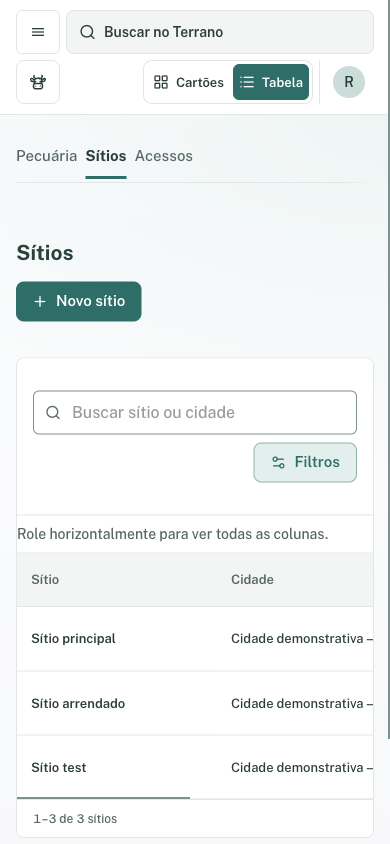 Buscar no Terrano
Cartões Tabela R
Pecuária Sítios Acessos
Sítios
Novo sítio
Buscar sítio ou cidade
Filtros
Role horizontalmente para ver todas as colunas.
Sítio Cidade
Sítio principal Cidade demonstrativa –
Sítio arrendado Cidade demonstrativa –
Sítio test Cidade demonstrativa –
1–3 de 3 sítios